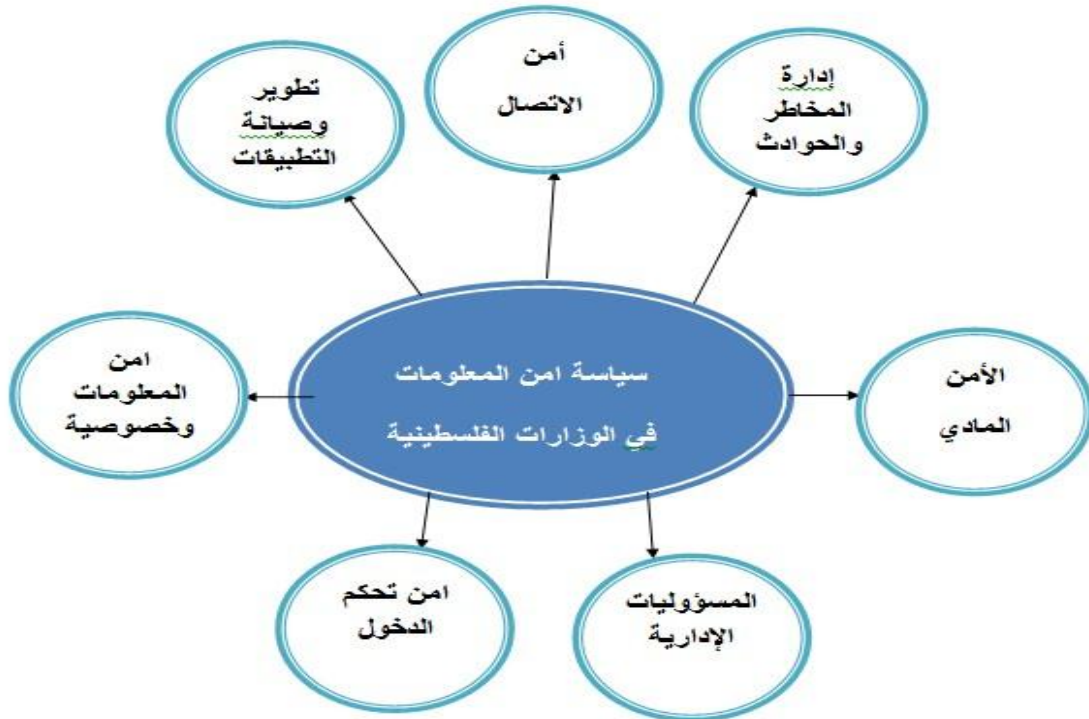 أمن
الاتصال
إدارة
المخاطر
والحوادث
تطوير
وصيانة
التطبيقات
الأمن
المادي
سياسة امن المعلومات
في الوزارات الفلسطينية
امن
المعلومات
وخصوصية
المسؤوليات
الإدارية
امن تحكم
الدخول